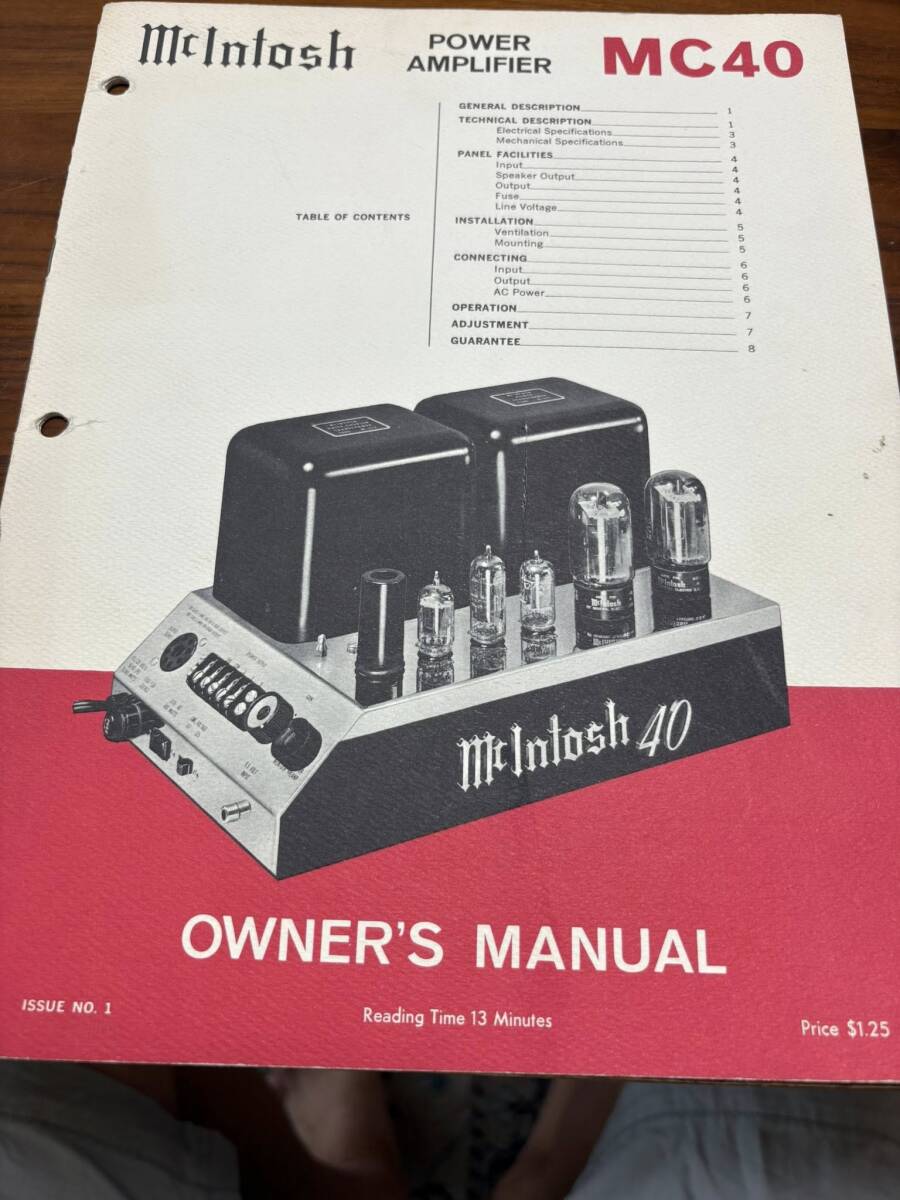 McIntosh
POWER
AMPLIFIER
MC40
TABLE OF CONTENTS
GENERAL DESCRIPTION 1
TECHNICAL DESCRIPTION 1
Electrical Specifications 3
Mechanical Specifications 3
PANEL FACILITIES 4
Input 4
Speaker Output 4
Output 4
Fuse 4
Line Voltage 4
INSTALLATION 5
Ventilation 5
Mounting 5
CONNECTING 6
Input 6
Output 6
AC Power 6
OPERATION 7
ADJUSTMENT 7
GUARANTEE 8
McIntosh
McIntosh 40
OWNER'S MANUAL
ISSUE NO. 1
Reading Time 13 Minutes
Price $1.25